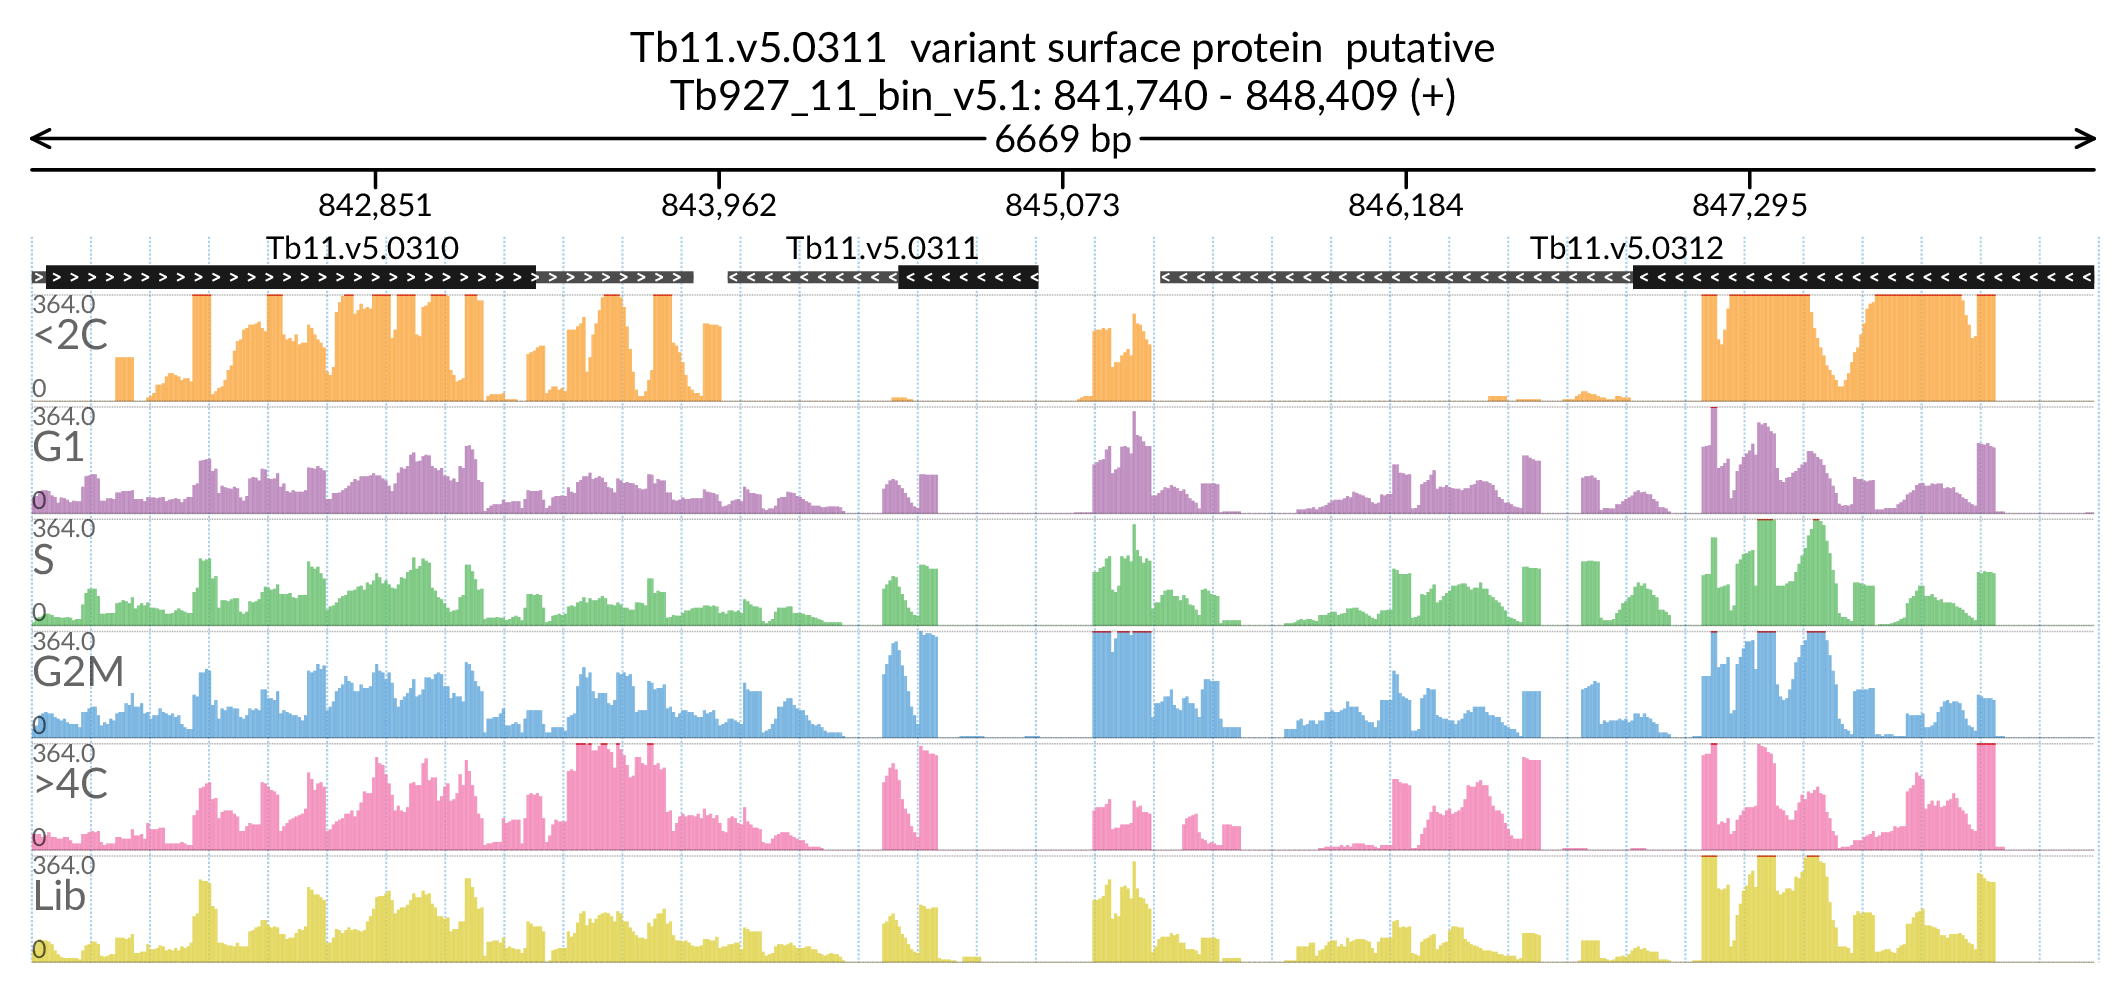 Tb11.v5.0311  variant surface protein  putative
Tb927_11_bin_v5.1: 841,740 - 848,409 (+)
6669 bp
842,851 843,962 845,073 846,184 847,295
Tb11.v5.0310 Tb11.v5.0311 Tb11.v5.0312
364.0
<2C
0
364.0
G1
0
364.0
S
0
364.0
G2M
0
364.0
>4C
0
364.0
Lib
0